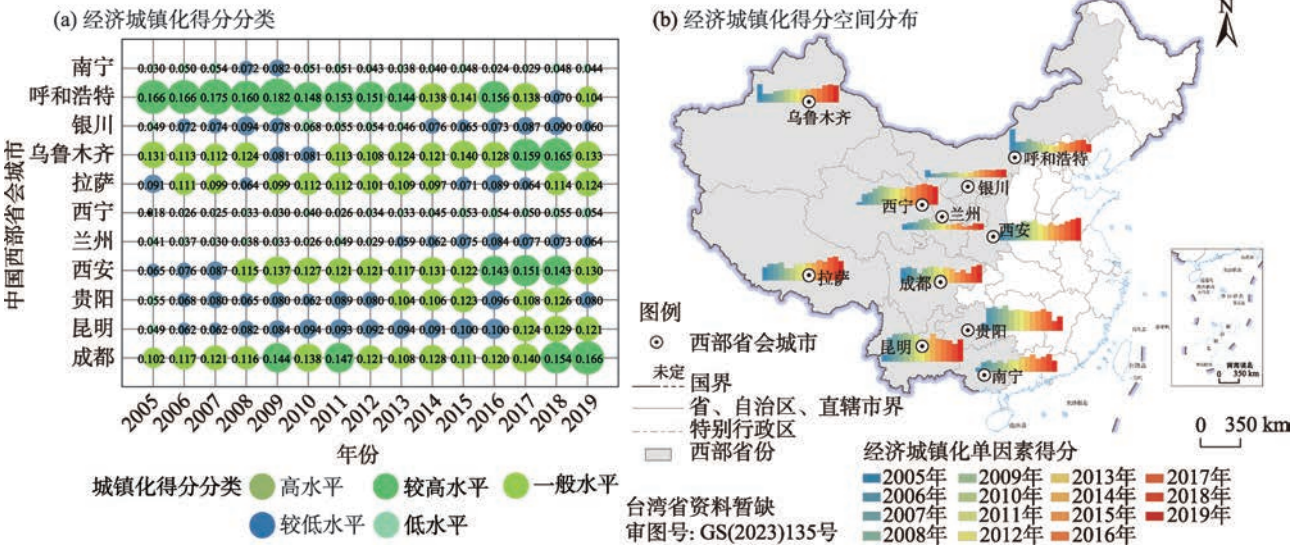 (a) 经济城镇化得分分类
中国西部省会城市
南宁 0.030 0.050 0.054 0.072 0.082 0.051 0.051 0.043 0.038 0.040 0.048 0.024 0.029 0.048 0.044
呼和浩特 0.166 0.166 0.175 0.160 0.182 0.148 0.153 0.151 0.144 0.138 0.141 0.156 0.138 0.070 0.104
银川 0.049 0.072 0.074 0.094 0.078 0.068 0.055 0.054 0.046 0.076 0.065 0.073 0.087 0.090 0.060
乌鲁木齐 0.131 0.113 0.112 0.124 0.081 0.081 0.113 0.108 0.124 0.121 0.140 0.128 0.159 0.165 0.133
拉萨 0.091 0.111 0.099 0.064 0.099 0.112 0.112 0.101 0.109 0.097 0.071 0.089 0.064 0.114 0.124
西宁 0.018 0.026 0.025 0.033 0.030 0.040 0.026 0.034 0.033 0.045 0.053 0.054 0.050 0.055 0.054
兰州 0.041 0.037 0.030 0.038 0.033 0.026 0.049 0.029 0.059 0.062 0.075 0.084 0.077 0.073 0.064
西安 0.065 0.076 0.087 0.115 0.137 0.127 0.121 0.121 0.117 0.131 0.122 0.143 0.151 0.143 0.130
贵阳 0.055 0.068 0.080 0.065 0.080 0.062 0.089 0.080 0.104 0.106 0.123 0.096 0.108 0.126 0.080
昆明 0.049 0.062 0.062 0.082 0.084 0.094 0.093 0.092 0.094 0.091 0.100 0.100 0.124 0.129 0.121
成都 0.102 0.117 0.121 0.116 0.144 0.138 0.147 0.121 0.108 0.128 0.111 0.120 0.140 0.154 0.166
2005 2006 2007 2008 2009 2010 2011 2012 2013 2014 2015 2016 2017 2018 2019
年份
城镇化得分分类 高水平 较高水平 一般水平
较低水平 低水平
(b) 经济城镇化得分空间分布
N
乌鲁木齐
呼和浩特
银川
西宁
兰州
西安
拉萨
成都
贵阳
昆明
南宁
图例
西部省会城市
未定
国界
省、自治区、直辖市界
特别行政区
西部省份
台湾省资料暂缺
审图号: GS(2023)135号
南海诸岛
0 350 km
0 350 km
经济城镇化单因素得分
2005年 2009年 2013年 2017年
2006年 2010年 2014年 2018年
2007年 2011年 2015年 2019年
2008年 2012年 2016年